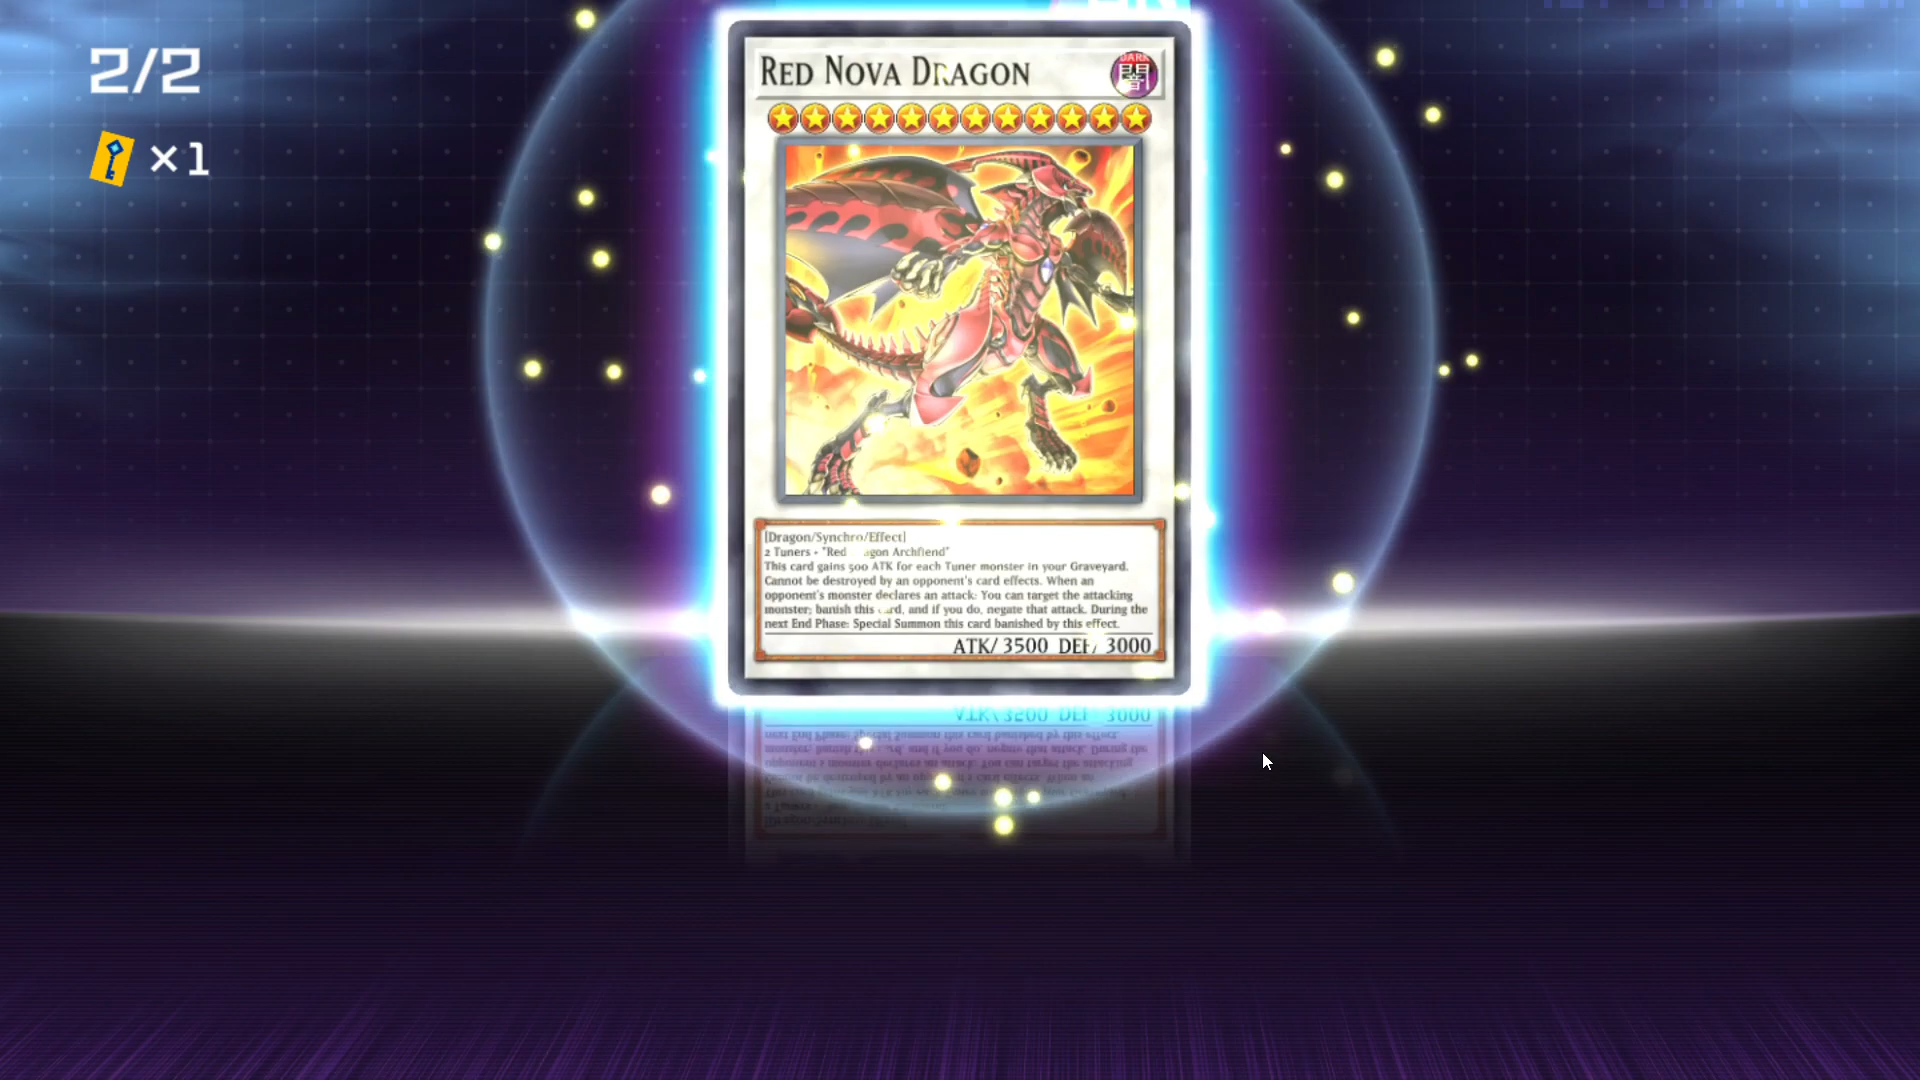 2/2
×1
RED NOVA DRAGON
DARK
闇
[Dragon/Synchro/Effect]
2 Tuners + "Red agon Archfiend"
This card gains 500 ATK for each Tuner monster in your Graveyard.
Cannot be destroyed by an opponent's card effects. When an
opponent's monster declares an attack: You can target the attacking
monster; banish this card, and if you do, negate that attack. During the
next End Phase: Special Summon this card banished by this effect.
ATK/ 3500 DEF/ 3000